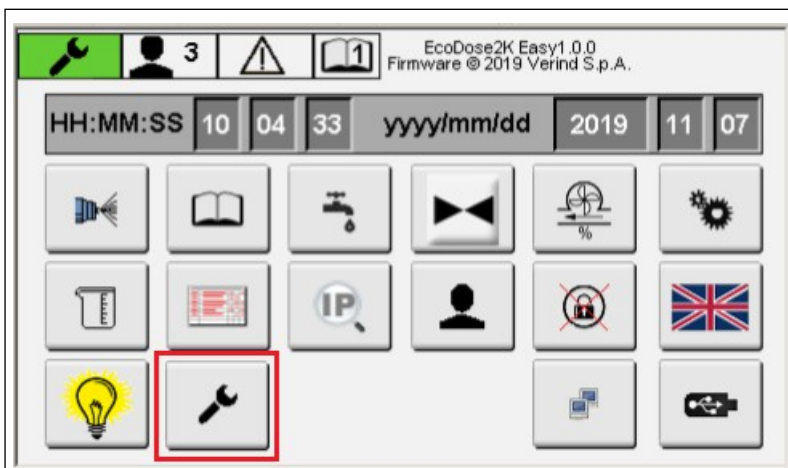 3
1
EcoDose2K Easy1.0.0
Firmware © 2019 Verind S.p.A.
HH:MM:SS 10 04 33 yyyy/mm/dd 2019 11 07
%
IP